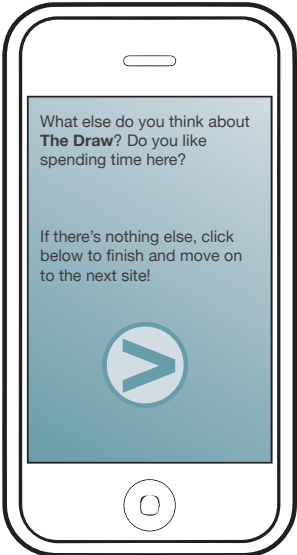 What else do you think about
The Draw? Do you like
spending time here?
If there's nothing else, click
below to finish and move on
to the next site!